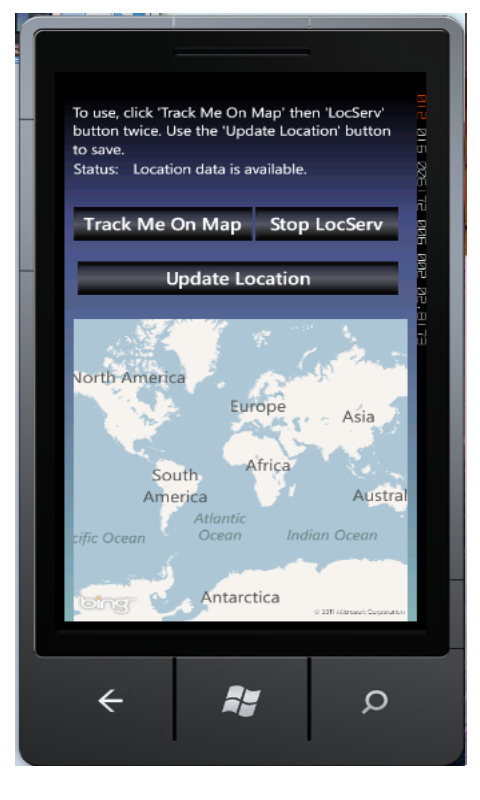 To use, click 'Track Me On Map' then 'LocServ'
button twice. Use the 'Update Location' button
to save.
Status: Location data is available.
Track Me On Map
Stop LocServ
Update Location
North America
Europe
Asia
South
America
Africa
Austral
Atlantic
Ocean
cific Ocean
Indian Ocean
Antarctica
bing
© 2011 Microsoft Corporation